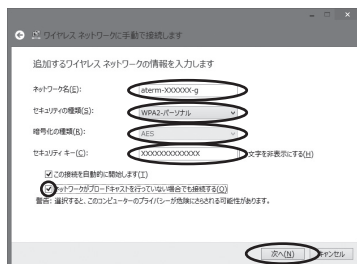 ワイヤレス ネットワークに手動で接続します
追加するワイヤレス ネットワークの情報を入力します
ネットワーク名(E): aterm-XXXXXX-g
セキュリティの種類(S): WPA2-パーソナル
暗号化の種類(R): AES
セキュリティ キー(C): XXXXXXXXXXXXX 文字を非表示にする(H)
この接続を自動的に開始します(T)
ネットワークがブロードキャストを行っていない場合でも接続する(O)
警告: 選択すると、このコンピューターのプライバシーが危険にさらされる可能性があります。
次へ(N) キャンセル